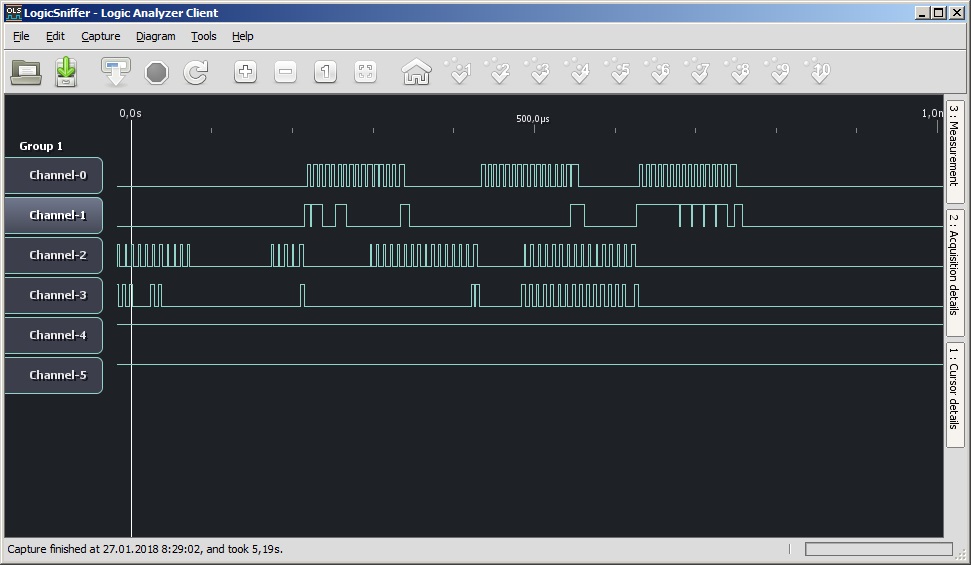 OLS
LogicSniffer - Logic Analyzer Client
File Edit Capture Diagram Tools Help
1 1 2 3 4 5 6 7 8 9 10
0,0s 500,0µs 1,0n
Group 1
Channel-0
Channel-1
Channel-2
Channel-3
Channel-4
Channel-5
3 : Measurement
2 : Acquisition details
1 : Cursor details
Capture finished at 27.01.2018 8:29:02, and took 5,19s.